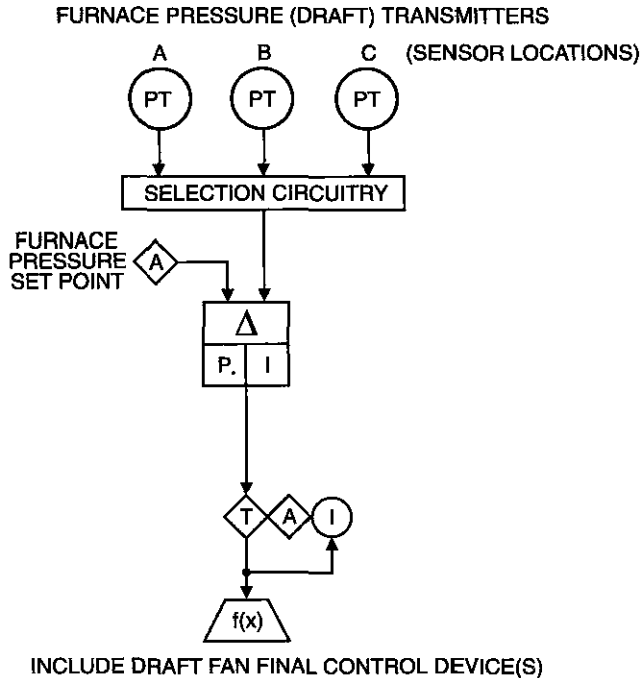 FURNACE PRESSURE (DRAFT) TRANSMITTERS
A B C (SENSOR LOCATIONS)
PT PT PT
SELECTION CIRCUITRY
FURNACE
PRESSURE
SET POINT
A
Δ
P. I
T A I
f(x)
INCLUDE DRAFT FAN FINAL CONTROL DEVICE(S)